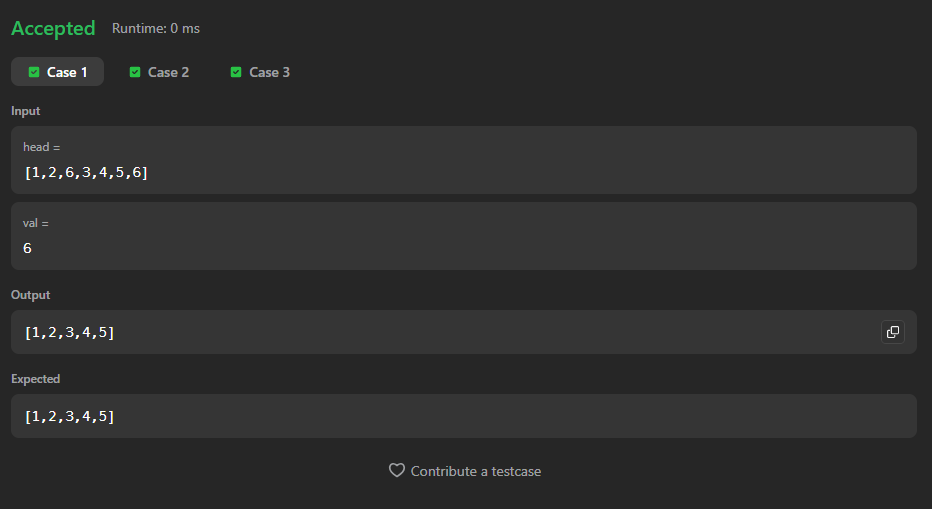 Accepted Runtime: 0 ms
Case 1 Case 2 Case 3
Input
head =
[1,2,6,3,4,5,6]
val =
6
Output
[1,2,3,4,5]
Expected
[1,2,3,4,5]
Contribute a testcase